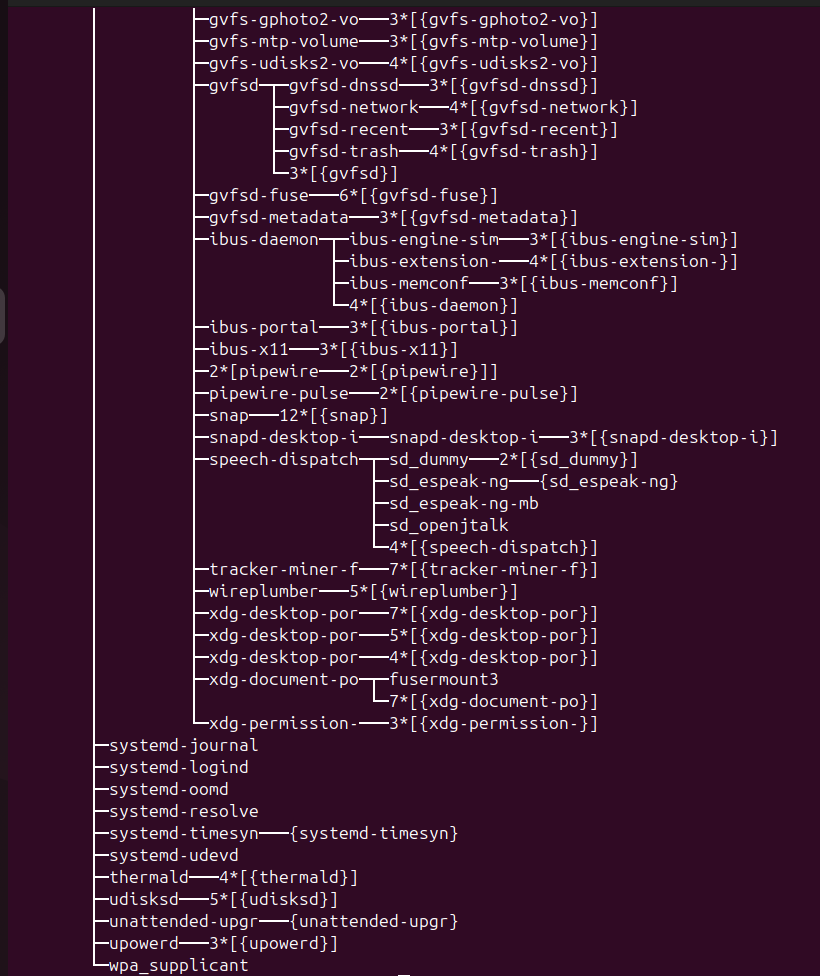 ├─gvfs-gphoto2-vo───3*[{gvfs-gphoto2-vo}]
├─gvfs-mtp-volume───3*[{gvfs-mtp-volume}]
├─gvfs-udisks2-vo───4*[{gvfs-udisks2-vo}]
├─gvfsd─┬─gvfsd-dnssd───3*[{gvfsd-dnssd}]
├─gvfsd-network───4*[{gvfsd-network}]
├─gvfsd-recent───3*[{gvfsd-recent}]
├─gvfsd-trash───4*[{gvfsd-trash}]
└─3*[{gvfsd}]
├─gvfsd-fuse───6*[{gvfsd-fuse}]
├─gvfsd-metadata───3*[{gvfsd-metadata}]
├─ibus-daemon─┬─ibus-engine-sim───3*[{ibus-engine-sim}]
├─ibus-extension-───4*[{ibus-extension-}]
├─ibus-memconf───3*[{ibus-memconf}]
└─4*[{ibus-daemon}]
├─ibus-portal───3*[{ibus-portal}]
├─ibus-x11───3*[{ibus-x11}]
├─2*[pipewire───2*[{pipewire}]]
├─pipewire-pulse───2*[{pipewire-pulse}]
├─snap───12*[{snap}]
├─snapd-desktop-i───snapd-desktop-i───3*[{snapd-desktop-i}]
├─speech-dispatch─┬─sd_dummy───2*[{sd_dummy}]
├─sd_espeak-ng───{sd_espeak-ng}
├─sd_espeak-ng-mb
├─sd_openjtalk
└─4*[{speech-dispatch}]
├─tracker-miner-f───7*[{tracker-miner-f}]
├─wireplumber───5*[{wireplumber}]
├─xdg-desktop-por───7*[{xdg-desktop-por}]
├─xdg-desktop-por───5*[{xdg-desktop-por}]
├─xdg-desktop-por───4*[{xdg-desktop-por}]
├─xdg-document-po─┬─fusermount3
└─7*[{xdg-document-po}]
└─xdg-permission-───3*[{xdg-permission-}]
├─systemd-journal
├─systemd-logind
├─systemd-oomd
├─systemd-resolve
├─systemd-timesyn───{systemd-timesyn}
├─systemd-udevd
├─thermald───4*[{thermald}]
├─udisksd───5*[{udisksd}]
├─unattended-upgr───{unattended-upgr}
├─upowerd───3*[{upowerd}]
└─wpa_supplicant